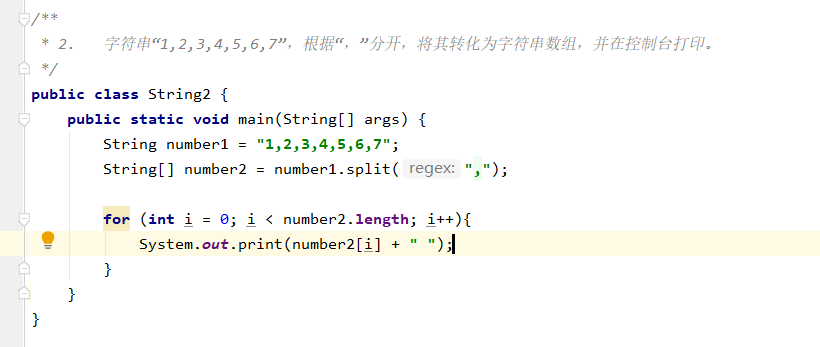 /**
 * 2.   字符串“1,2,3,4,5,6,7”，根据“，”分开，将其转化为字符串数组，并在控制台打印。
 */
public class String2 {
    public static void main(String[] args) {
        String number1 = "1,2,3,4,5,6,7";
        String[] number2 = number1.split( regex: ",");
        for (int i = 0; i < number2.length; i++){
            System.out.print(number2[i] + " ");
        }
    }
}